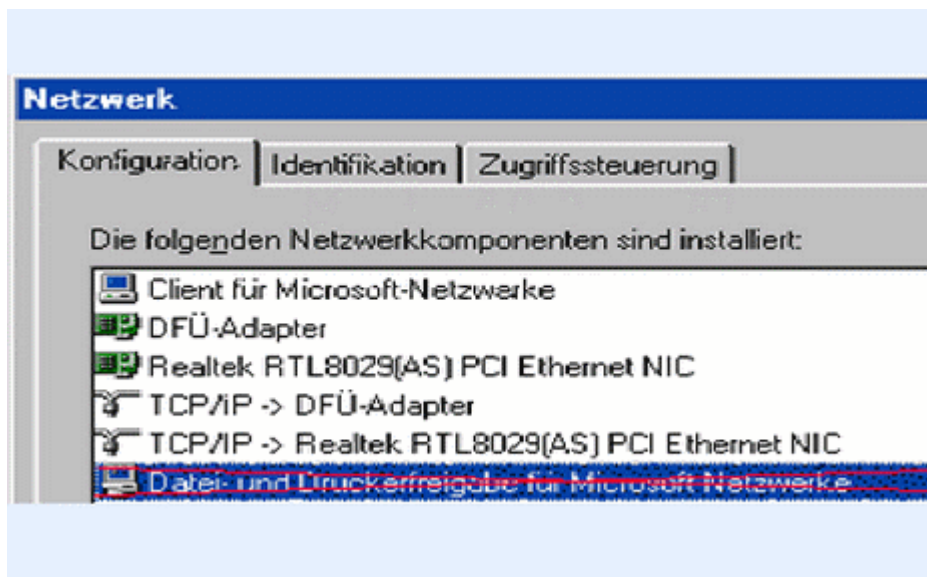 Netzwerk
Konfiguration Identifikation Zugriffssteuerung
Die folgenden Netzwerkkomponenten sind installiert:
Client für Microsoft-Netzwerke
DFÜ-Adapter
Realtek RTL8029(AS) PCI Ethernet NIC
TCP/IP -> DFÜ-Adapter
TCP/IP -> Realtek RTL8029(AS) PCI Ethernet NIC
Datei- und Druckerfreigabe für Microsoft-Netzwerke